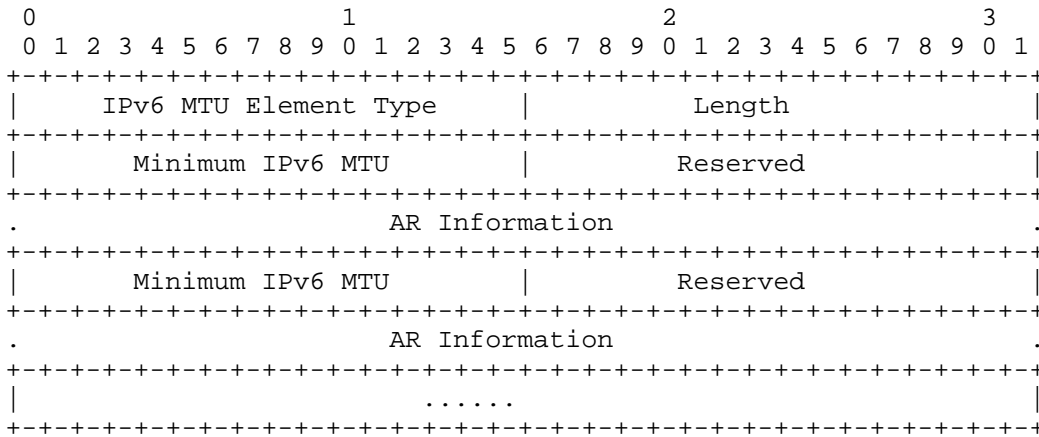 0                   1                   2                   3
 0 1 2 3 4 5 6 7 8 9 0 1 2 3 4 5 6 7 8 9 0 1 2 3 4 5 6 7 8 9 0 1
+-+-+-+-+-+-+-+-+-+-+-+-+-+-+-+-+-+-+-+-+-+-+-+-+-+-+-+-+-+-+-+-+
|     IPv6 MTU Element Type     |          Length               |
+-+-+-+-+-+-+-+-+-+-+-+-+-+-+-+-+-+-+-+-+-+-+-+-+-+-+-+-+-+-+-+-+
|       Minimum IPv6 MTU        |         Reserved              |
+-+-+-+-+-+-+-+-+-+-+-+-+-+-+-+-+-+-+-+-+-+-+-+-+-+-+-+-+-+-+-+-+
.                       AR Information                          .
+-+-+-+-+-+-+-+-+-+-+-+-+-+-+-+-+-+-+-+-+-+-+-+-+-+-+-+-+-+-+-+-+
|       Minimum IPv6 MTU        |         Reserved              |
+-+-+-+-+-+-+-+-+-+-+-+-+-+-+-+-+-+-+-+-+-+-+-+-+-+-+-+-+-+-+-+-+
.                       AR Information                          .
+-+-+-+-+-+-+-+-+-+-+-+-+-+-+-+-+-+-+-+-+-+-+-+-+-+-+-+-+-+-+-+-+
|                         ......                                |
+-+-+-+-+-+-+-+-+-+-+-+-+-+-+-+-+-+-+-+-+-+-+-+-+-+-+-+-+-+-+-+-+